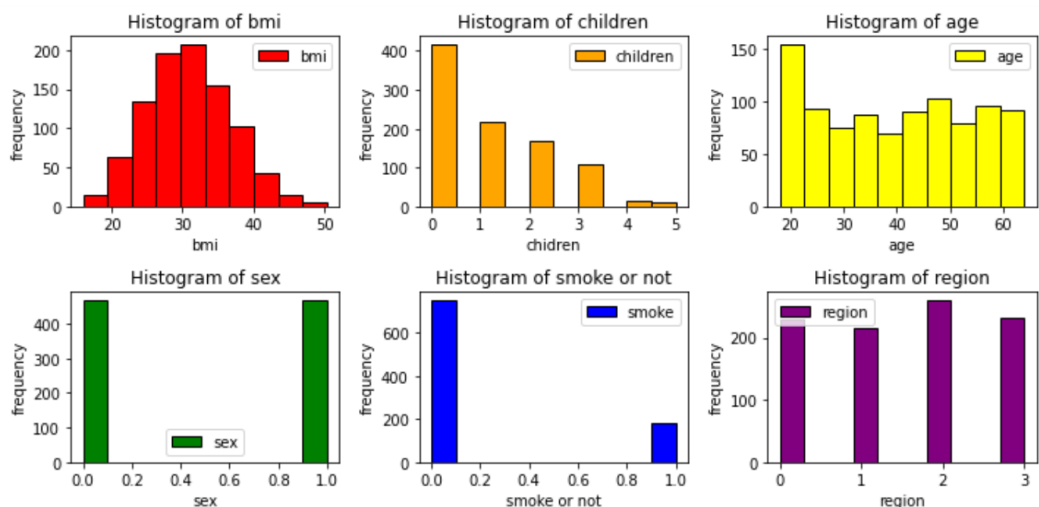 Histogram of bmi
200
150
100
50
0
frequency
bmi
20 30 40 50
bmi
Histogram of children
400
300
200
100
0
frequency
children
0 1 2 3 4 5
chidren
Histogram of age
150
100
50
0
frequency
age
20 30 40 50 60
age
Histogram of sex
400
300
200
100
0
frequency
sex
0.0 0.2 0.4 0.6 0.8 1.0
sex
Histogram of smoke or not
600
400
200
0
frequency
smoke
0.0 0.2 0.4 0.6 0.8 1.0
smoke or not
Histogram of region
200
100
0
frequency
region
0 1 2 3
region